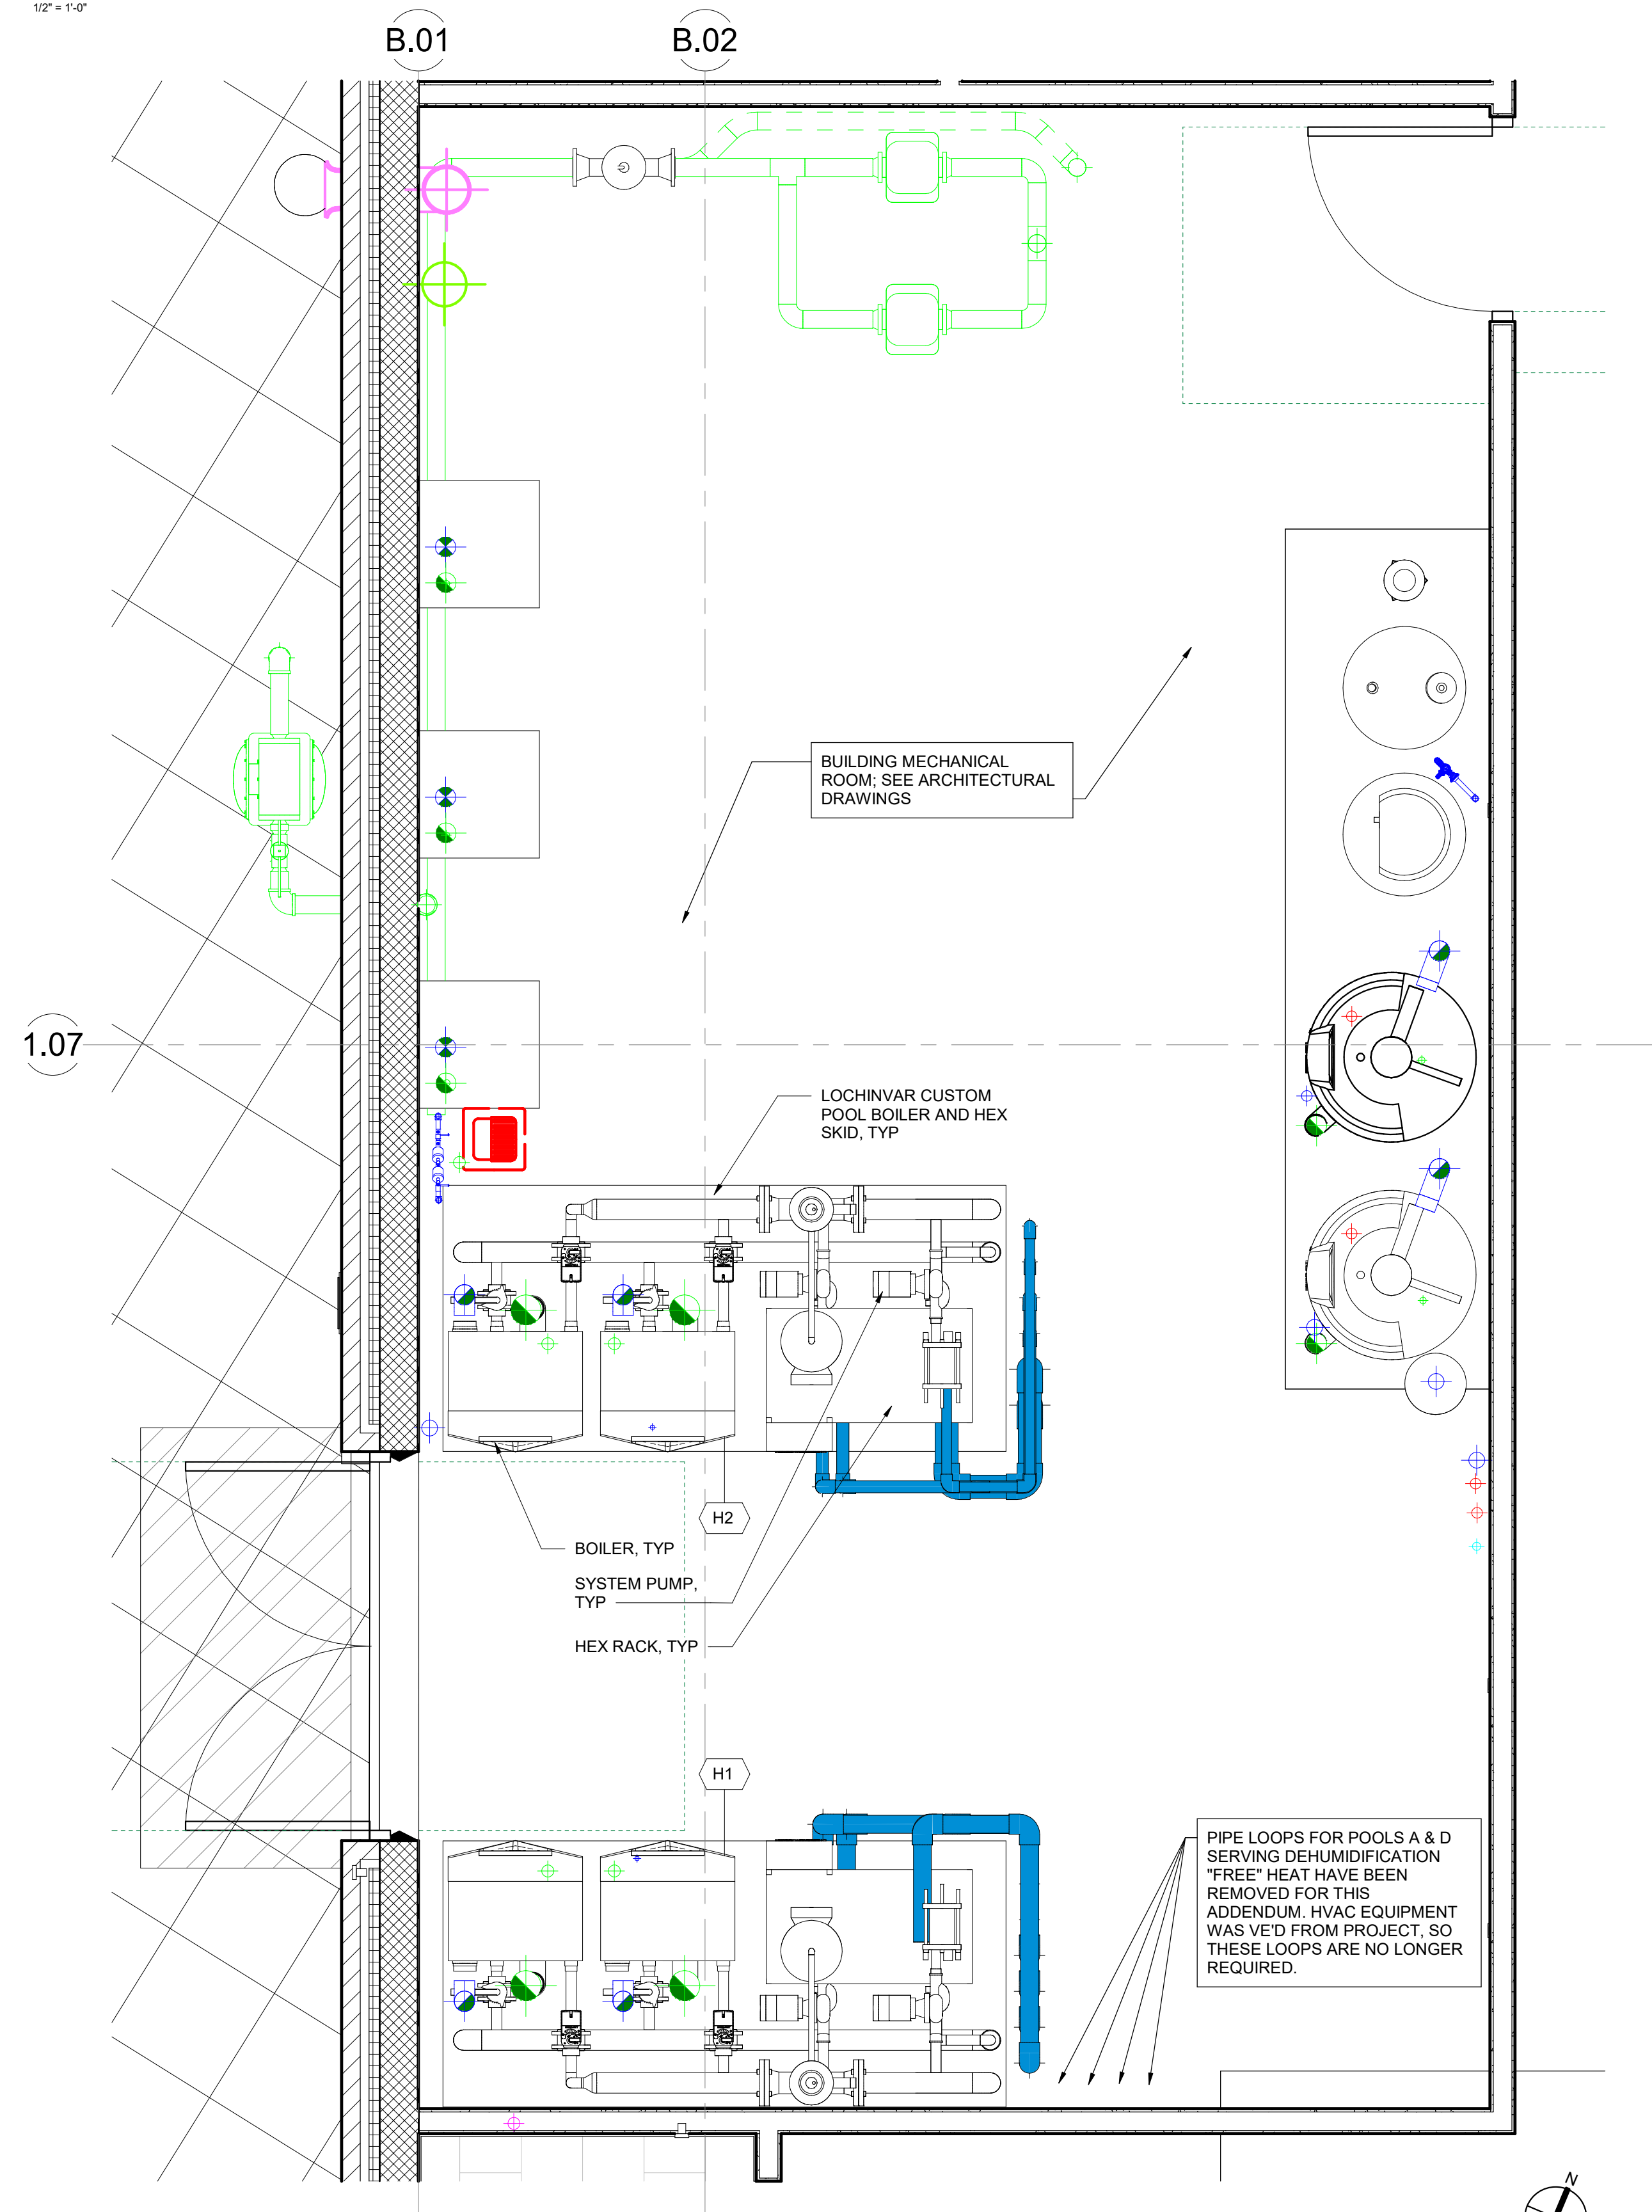 1/2" = 1'-0"
B.01
B.02
BUILDING MECHANICAL
ROOM; SEE ARCHITECTURAL
DRAWINGS
1.07
LOCHINVAR CUSTOM
POOL BOILER AND HEX
SKID, TYP
H2
BOILER, TYP
SYSTEM PUMP,
TYP
HEX RACK, TYP
H1
PIPE LOOPS FOR POOLS A & D
SERVING DEHUMIDIFICATION
"FREE" HEAT HAVE BEEN
REMOVED FOR THIS
ADDENDUM. HVAC EQUIPMENT
WAS VE'D FROM PROJECT, SO
THESE LOOPS ARE NO LONGER
REQUIRED.
N